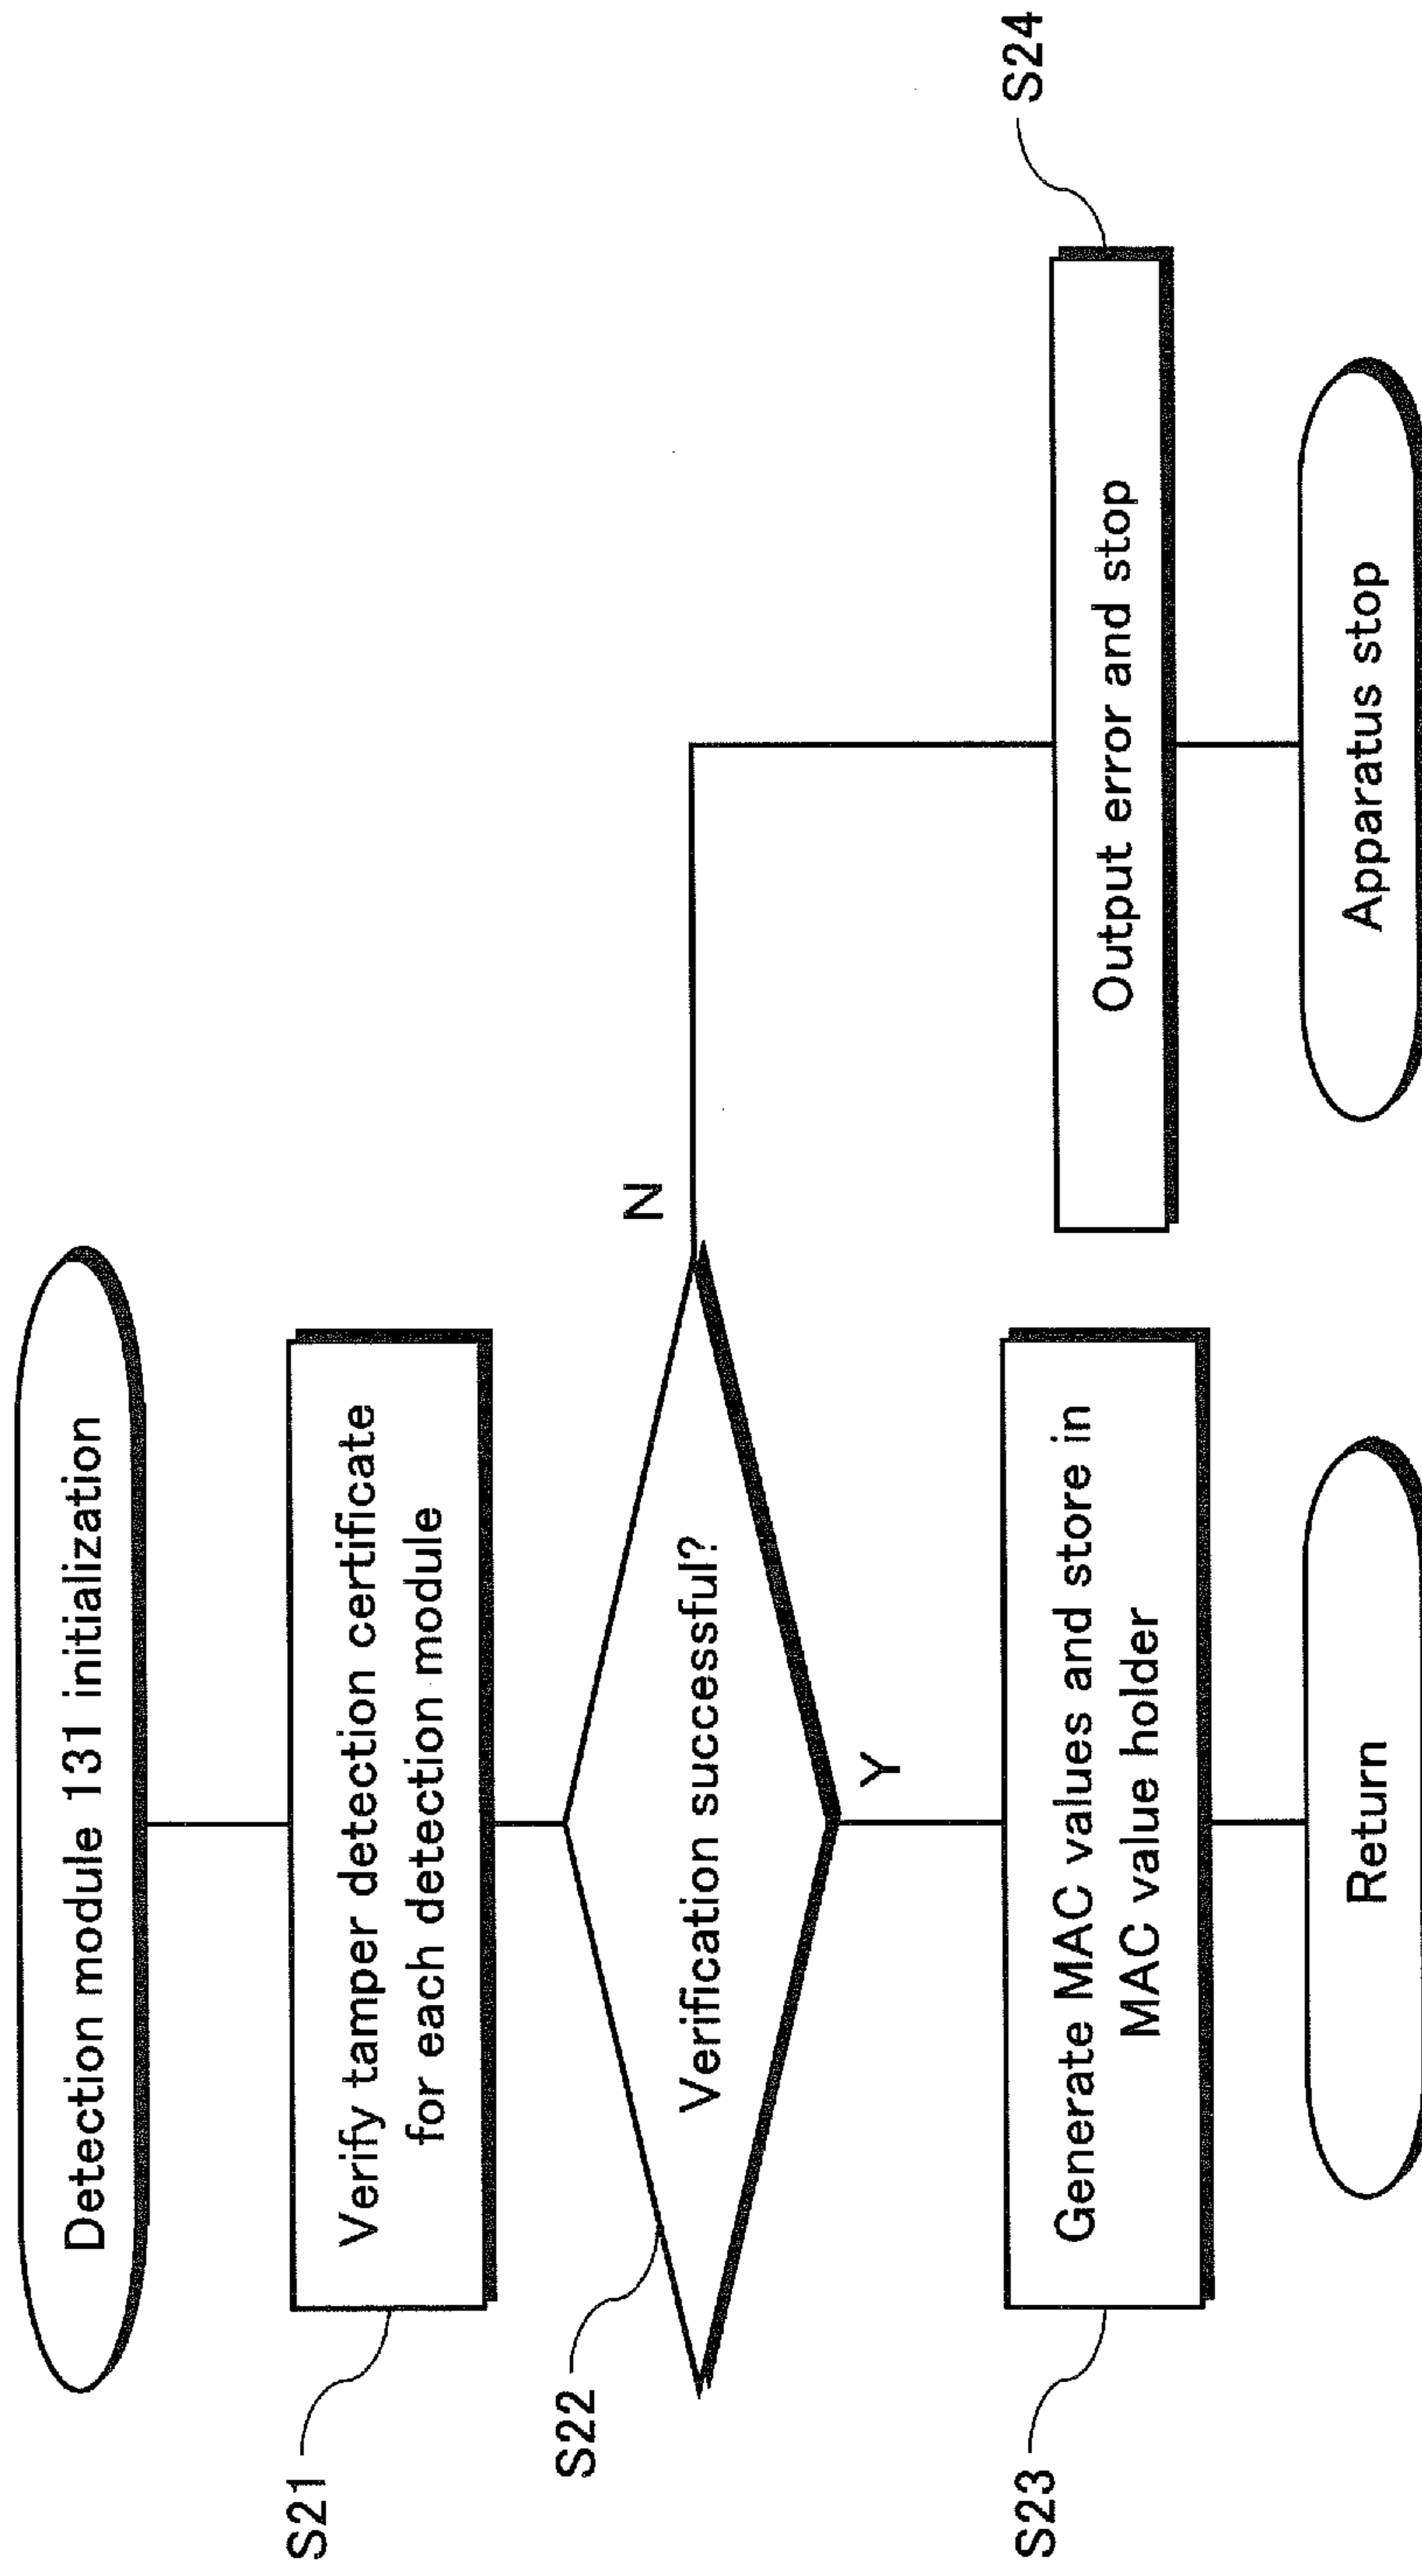 Detection module 131 initialization
S21
Verify tamper detection certificate
for each detection module
S22
Verification successful?
N
Y
S23
Generate MAC values and store in
MAC value holder
S24
Output error and stop
Return
Apparatus stop